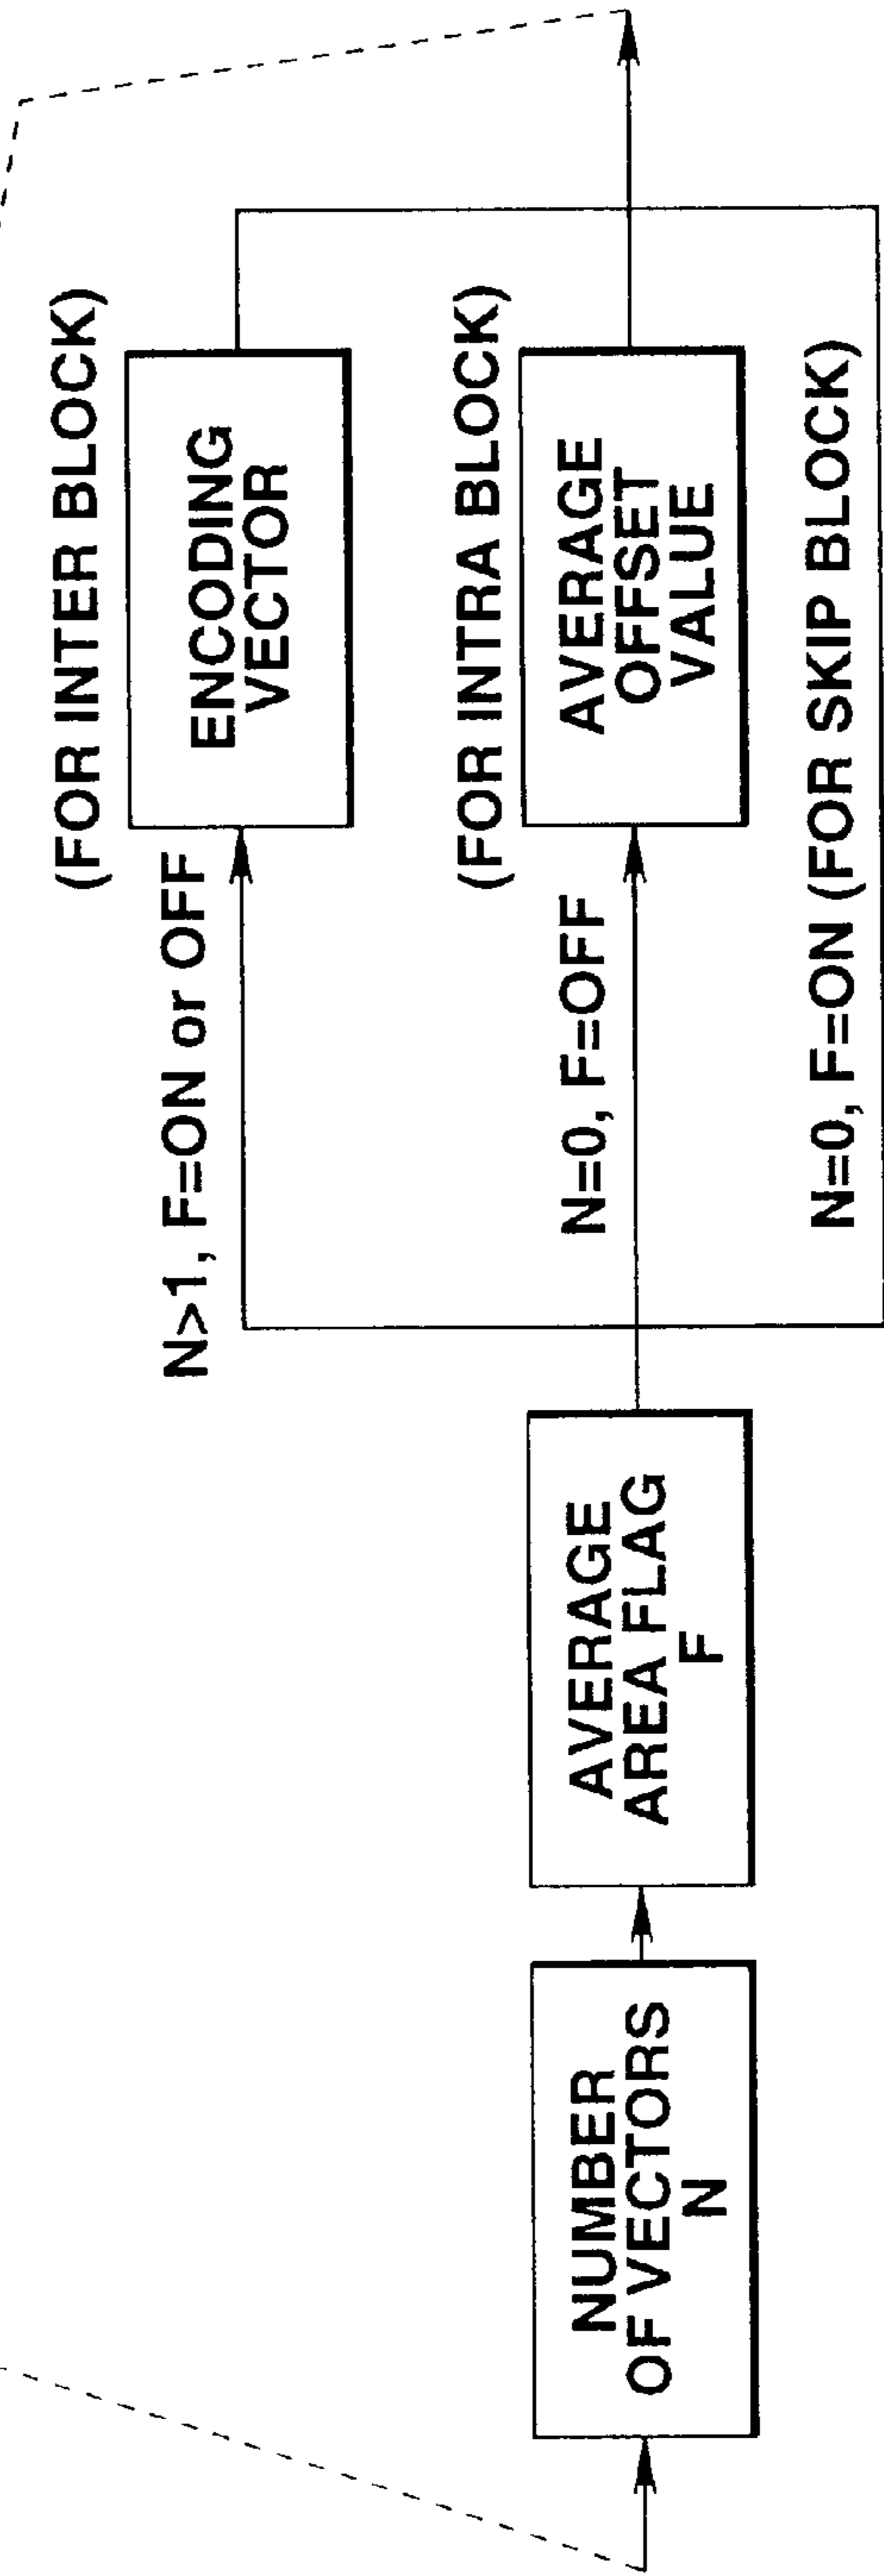 (FOR INTER BLOCK)
N>1, F=ON or OFF
ENCODING
VECTOR
(FOR INTRA BLOCK)
NUMBER
OF VECTORS
N
AVERAGE
AREA FLAG
F
N=0, F=OFF
AVERAGE
OFFSET
VALUE
N=0, F=ON (FOR SKIP BLOCK)